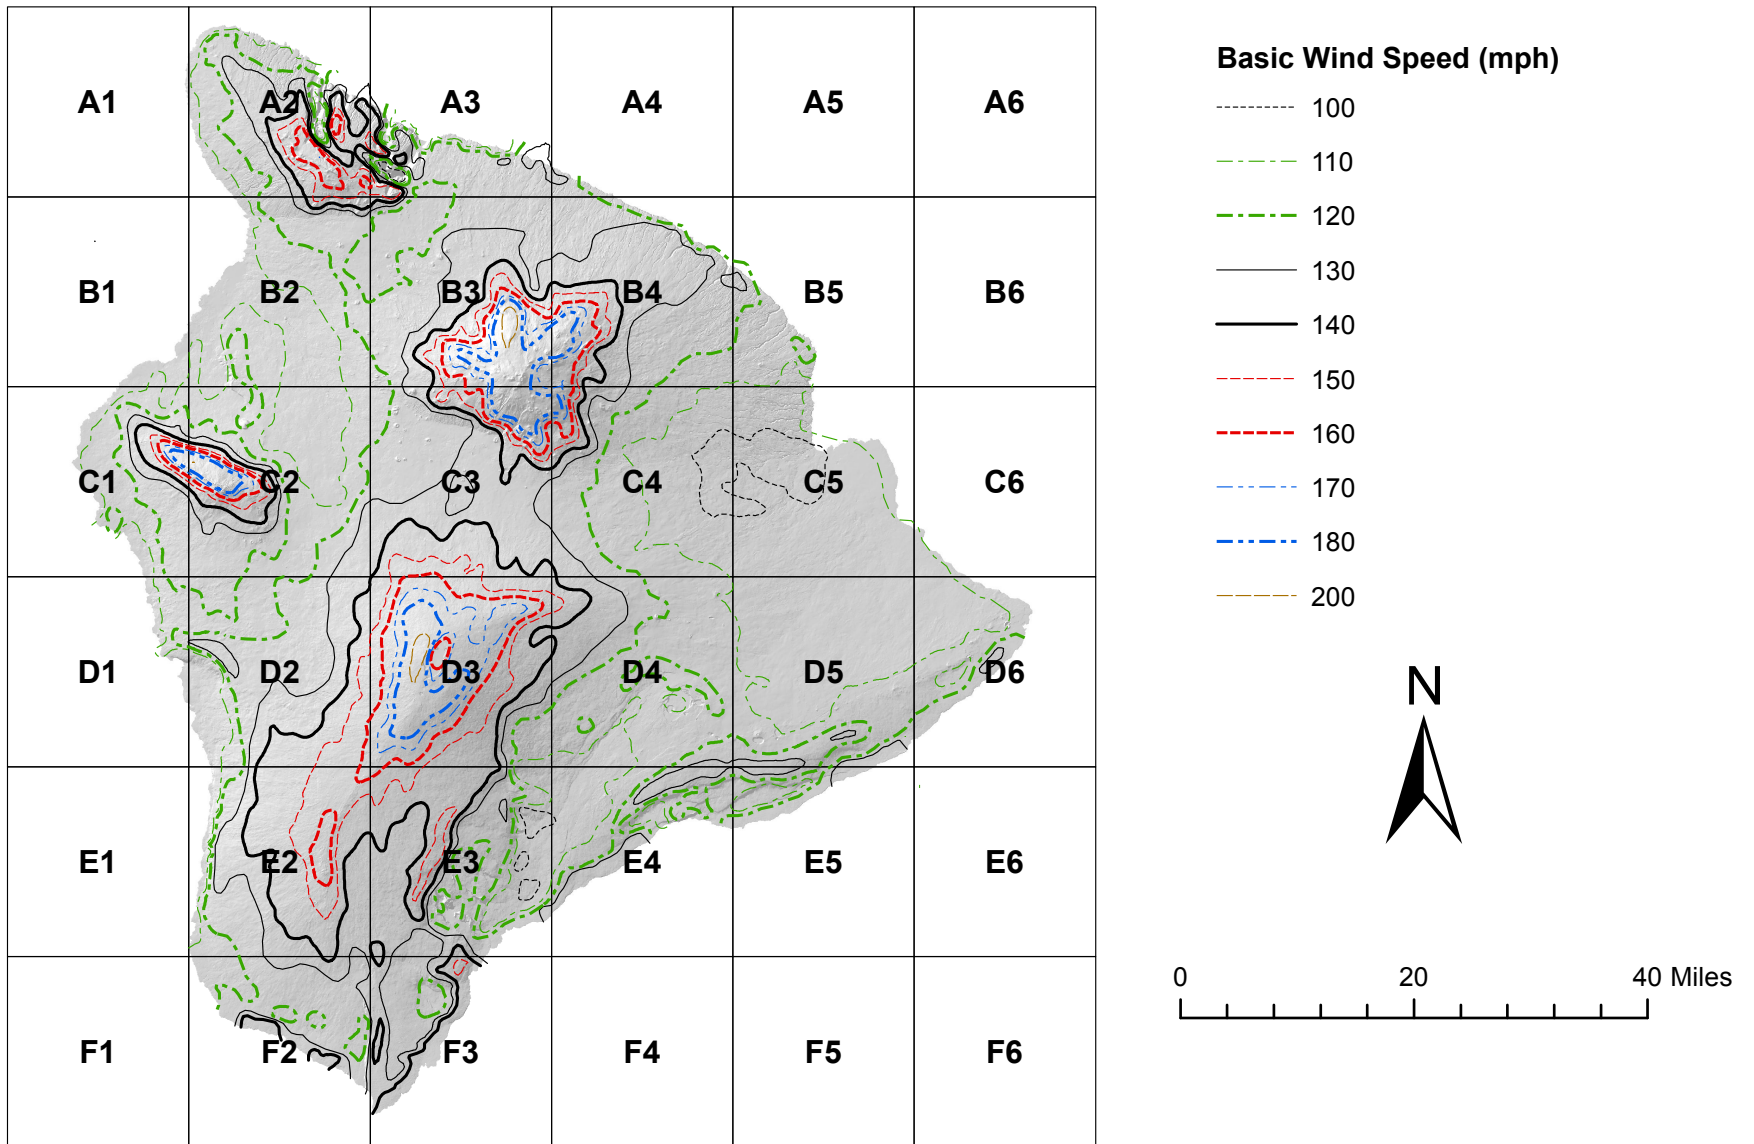 A1 A2 A3 A4 A5 A6
B1 B2 B3 B4 B5 B6
C1 C2 C3 C4 C5 C6
D1 D2 D3 D4 D5 D6
E1 E2 E3 E4 E5 E6
F1 F2 F3 F4 F5 F6
Basic Wind Speed (mph)
100
110
120
130
140
150
160
170
180
200
N
0 20 40 Miles